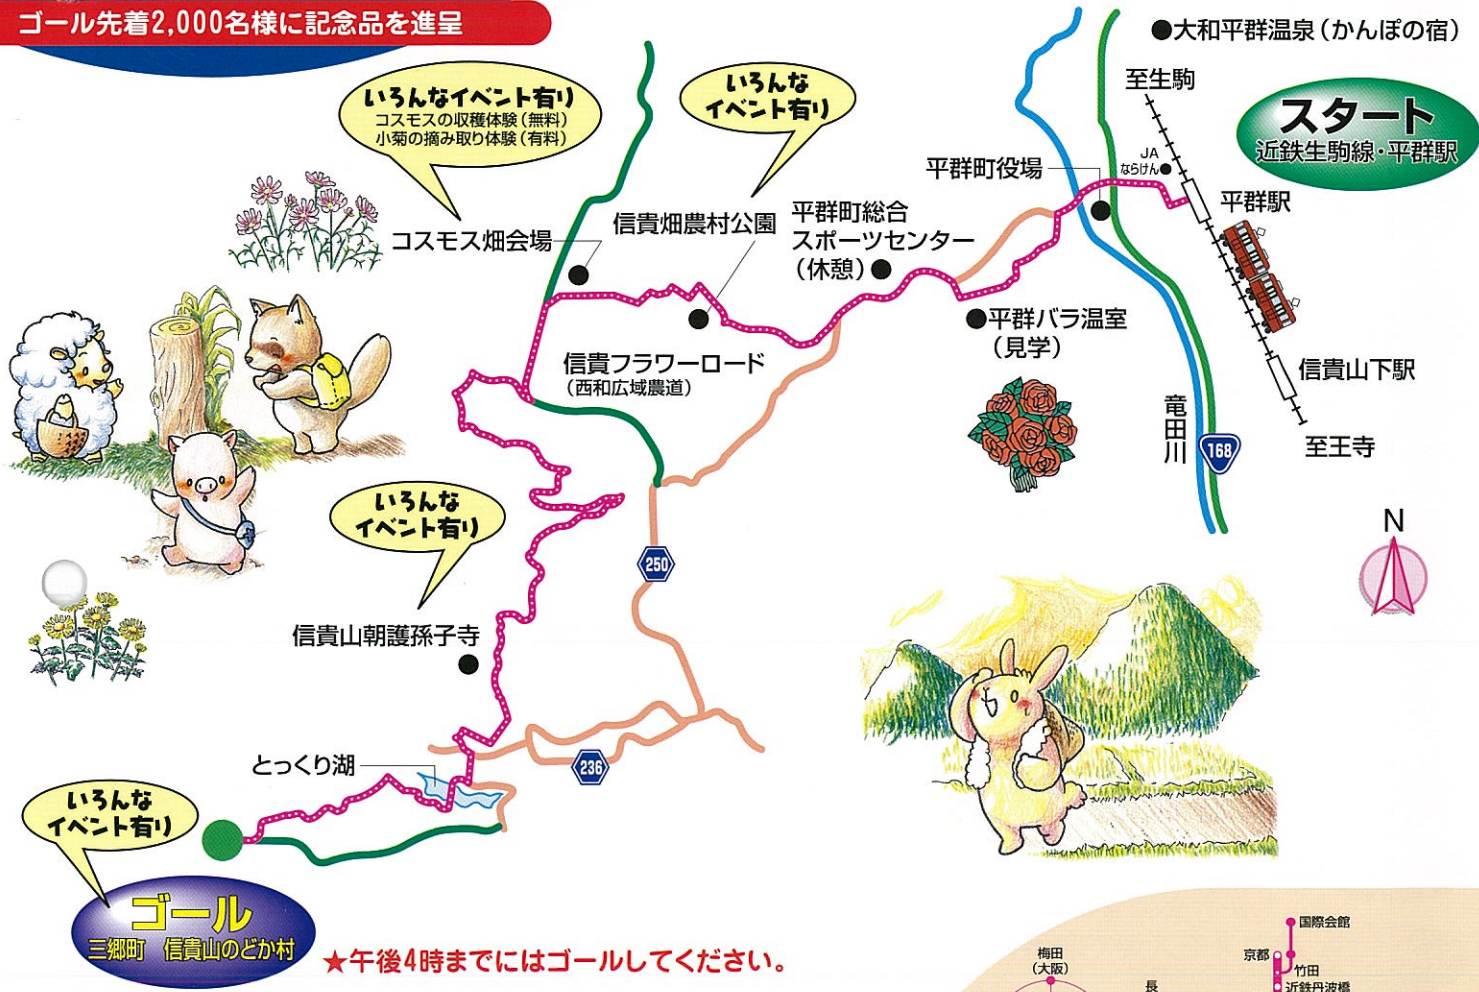 ゴール先着2,000名様に記念品を進呈
●大和平群温泉(かんぽの宿)
いろんなイベント有り
コスモスの収穫体験(無料)
小菊の摘み取り体験(有料)
いろんな
イベント有り
至生駒
スタート
近鉄生駒線・平群駅
JA
ならけん
平群町役場
平群駅
コスモス畑会場
信貴畑農村公園
平群町総合
スポーツセンター
(休憩)
平群バラ温室
(見学)
信貴フラワーロード
(西和広域農道)
信貴山下駅
竜田川
168
至王寺
いろんな
イベント有り
250
N
信貴山朝護孫子寺
とっくり湖
236
いろんな
イベント有り
ゴール
三郷町 信貴山のどか村
★午後4時までにはゴールしてください。
国際会館
梅田
(大阪)
京都
竹田
近鉄丹波橋
長